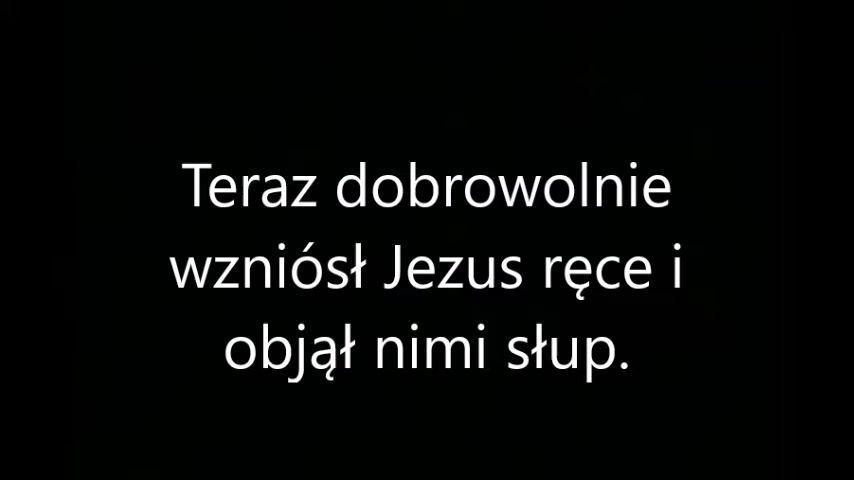 Teraz dobrowolnie
wzniósł Jezus ręce i
objął nimi słup.